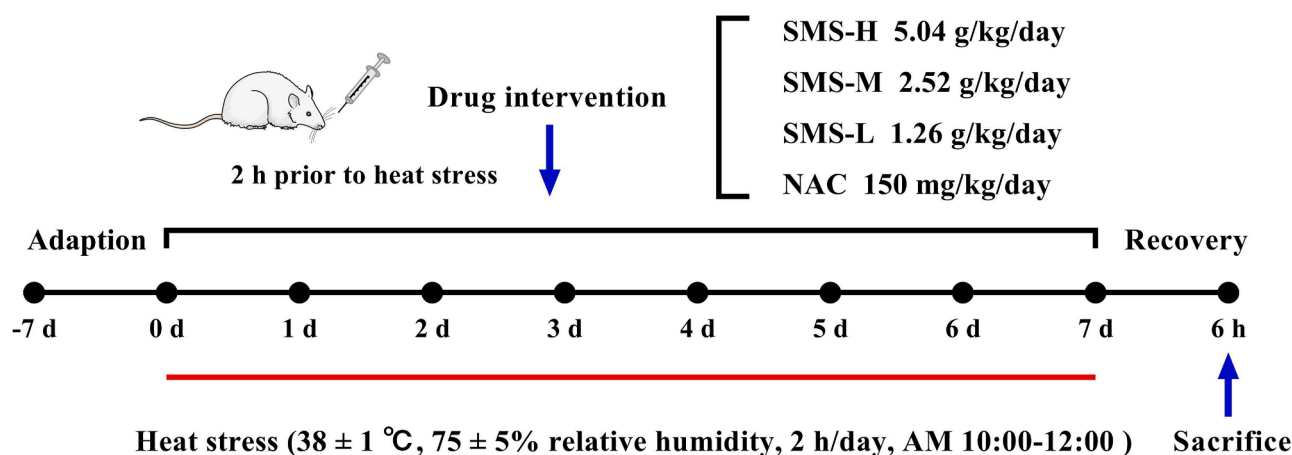 SMS-H 5.04 g/kg/day
SMS-M 2.52 g/kg/day
Drug intervention
SMS-L 1.26 g/kg/day
2 h prior to heat stress
NAC 150 mg/kg/day
Adaption
Recovery
-7 d 0 d 1 d 2 d 3 d 4 d 5 d 6 d 7 d 6 h
Heat stress (38 ± 1 ℃, 75 ± 5% relative humidity, 2 h/day, AM 10:00-12:00 )
Sacrifice